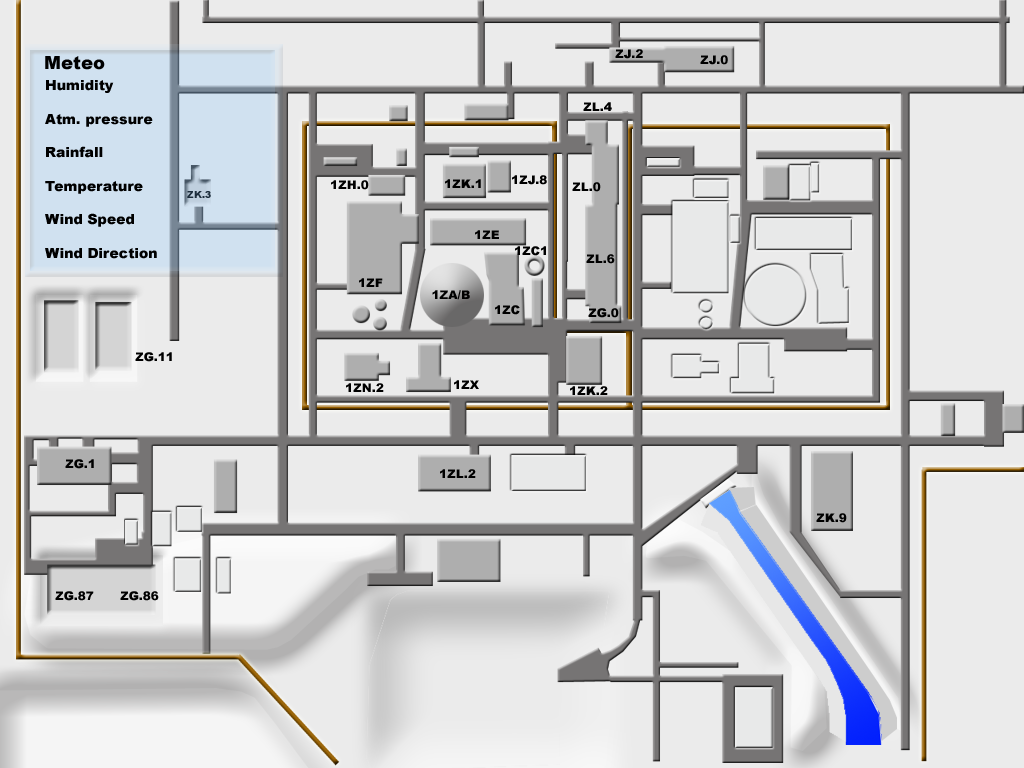 Meteo
Humidity
Atm. pressure
Rainfall
Temperature
Wind Speed
Wind Direction
ZK.3
ZJ.2
ZJ.0
ZL.4
1ZH.0
1ZK.1
1ZJ.8
ZL.0
1ZE
1ZC1
ZL.6
1ZF
1ZA/B
1ZC
ZG.0
ZG.11
1ZN.2
1ZX
1ZK.2
ZG.1
1ZL.2
ZK.9
ZG.87
ZG.86